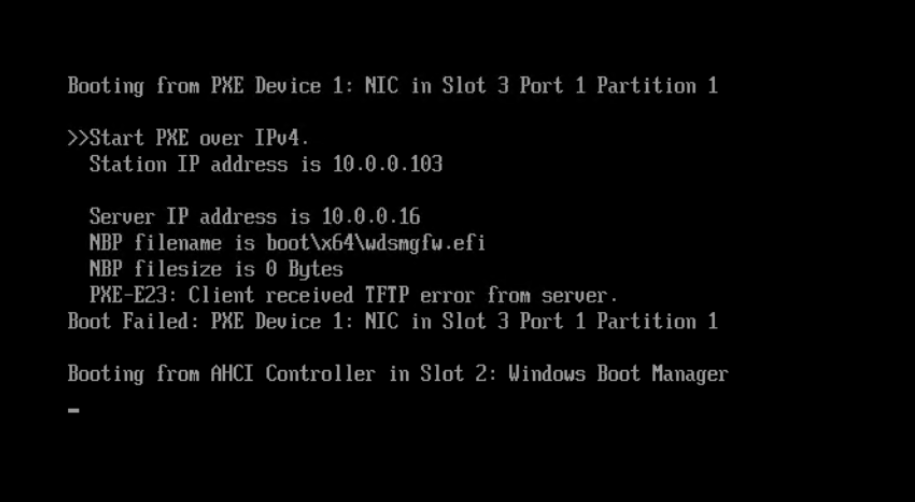 Booting from PXE Device 1: NIC in Slot 3 Port 1 Partition 1
>>Start PXE over IPv4.
Station IP address is 10.0.0.103
Server IP address is 10.0.0.16
NBP filename is boot\x64\wdsmgfw.efi
NBP filesize is 0 Bytes
PXE-E23: Client received TFTP error from server.
Boot Failed: PXE Device 1: NIC in Slot 3 Port 1 Partition 1
Booting from AHCI Controller in Slot 2: Windows Boot Manager